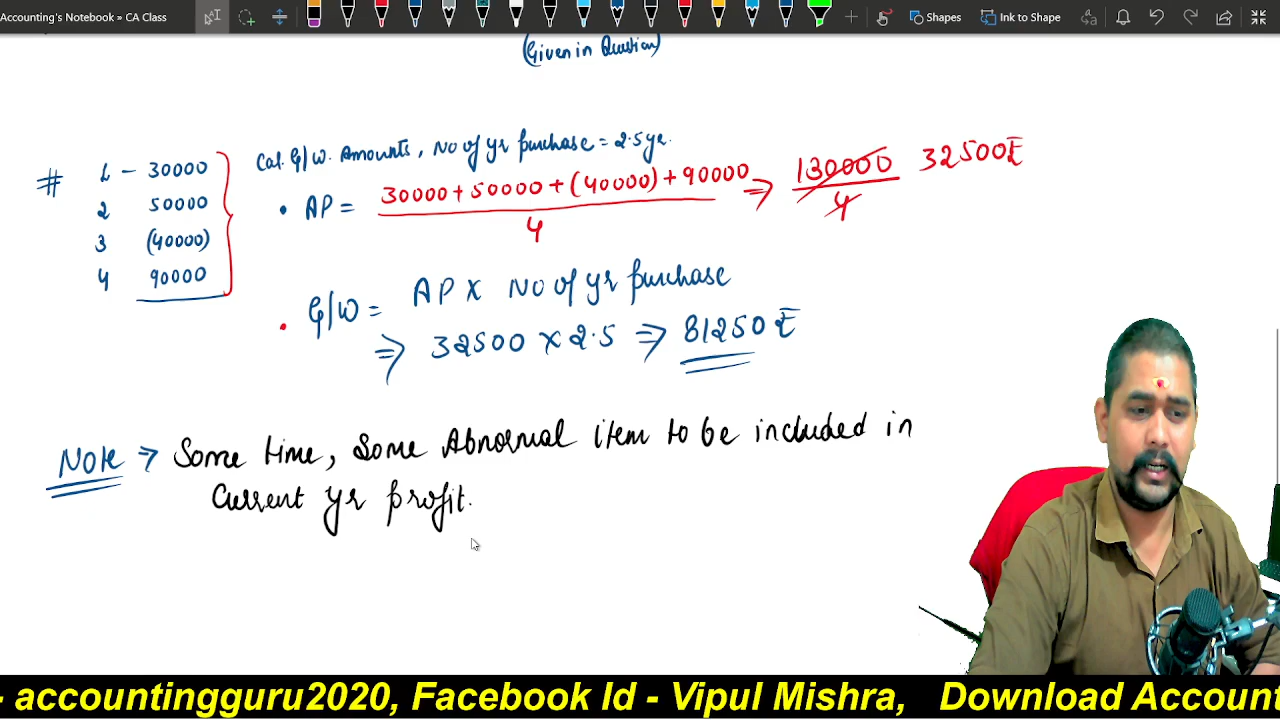 Accounting's Notebook » CA Class
Shapes
Ink to Shape
(Given in Question)
# 1 - 30000
2 50000
3 (40000)
4 90000
Cal. G/W. Amounts, No of yr purchase = 2.5yr.
• AP = 30000 + 50000 + (40000) + 90000 ⇒ 130000 32500₹
4 4
• G/W = AP X No of yr purchase
⇒ 32500 X 2.5 ⇒ 81250₹
Note ⇒ Some time, Some Abnormal item to be included in
Current yr profit.
- accountingguru2020, Facebook Id - Vipul Mishra, Download Account